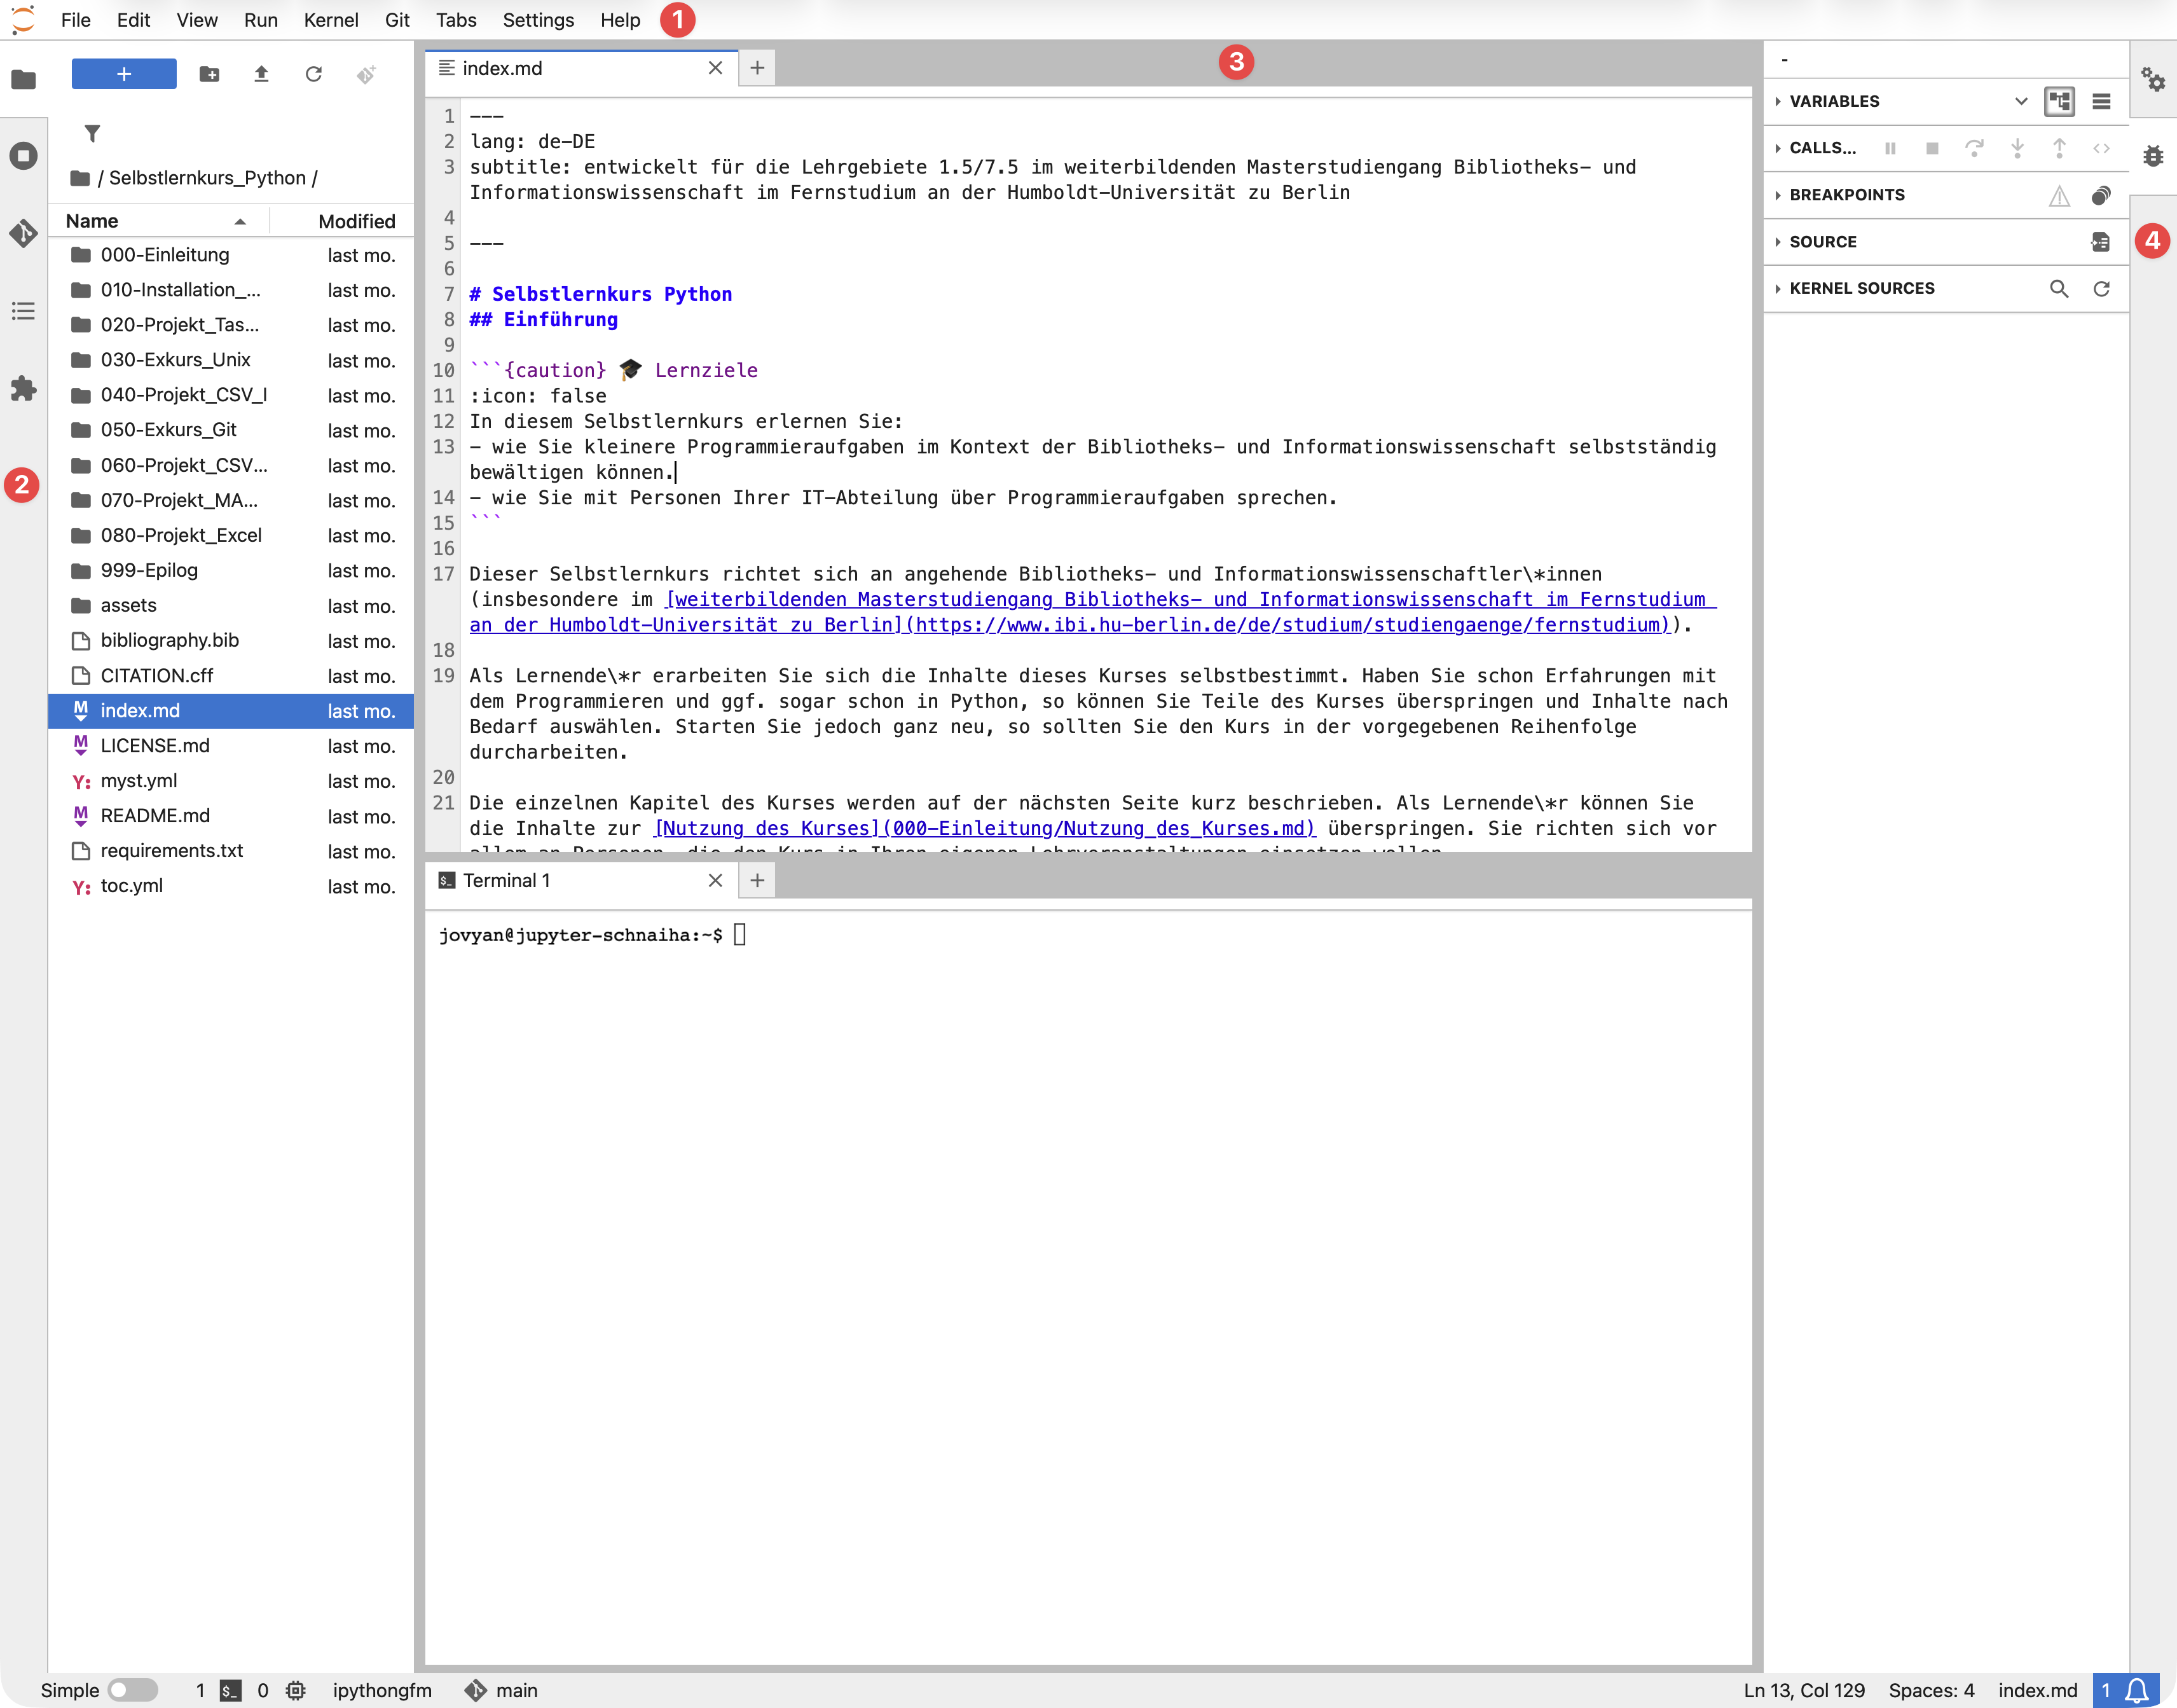 File Edit View Run Kernel Git Tabs Settings Help 1
+
/ Selbstlernkurs_Python /
Name Modified
000-Einleitung last mo.
010-Installation_... last mo.
020-Projekt_Tas... last mo.
030-Exkurs_Unix last mo.
040-Projekt_CSV_I last mo.
050-Exkurs_Git last mo.
060-Projekt_CSV... last mo.
070-Projekt_MA... last mo.
080-Projekt_Excel last mo.
999-Epilog last mo.
assets last mo.
bibliography.bib last mo.
CITATION.cff last mo.
index.md last mo.
LICENSE.md last mo.
myst.yml last mo.
README.md last mo.
requirements.txt last mo.
toc.yml last mo.
2
index.md
3
1 ---
2 lang: de-DE
3 subtitle: entwickelt für die Lehrgebiete 1.5/7.5 im weiterbildenden Masterstudiengang Bibliotheks- und
Informationswissenschaft im Fernstudium an der Humboldt-Universität zu Berlin
4
5 ---
6
7 # Selbstlernkurs Python
8 ## Einführung
9
10 ```{caution} 🎓 Lernziele
11 :icon: false
12 In diesem Selbstlernkurs erlernen Sie:
13 - wie Sie kleinere Programmieraufgaben im Kontext der Bibliotheks- und Informationswissenschaft selbstständig
bewältigen können.
14 - wie Sie mit Personen Ihrer IT-Abteilung über Programmieraufgaben sprechen.
15 ```
16
17 Dieser Selbstlernkurs richtet sich an angehende Bibliotheks- und Informationswissenschaftler\*innen
(insbesondere im [weiterbildenden Masterstudiengang Bibliotheks- und Informationswissenschaft im Fernstudium
an der Humboldt-Universität zu Berlin](https://www.ibi.hu-berlin.de/de/studium/studiengaenge/fernstudium)).
18
19 Als Lernende\*r erarbeiten Sie sich die Inhalte dieses Kurses selbstbestimmt. Haben Sie schon Erfahrungen mit
dem Programmieren und ggf. sogar schon in Python, so können Sie Teile des Kurses überspringen und Inhalte nach
Bedarf auswählen. Starten Sie jedoch ganz neu, so sollten Sie den Kurs in der vorgegebenen Reihenfolge
durcharbeiten.
20
21 Die einzelnen Kapitel des Kurses werden auf der nächsten Seite kurz beschrieben. Als Lernende\*r können Sie
die Inhalte zur [Nutzung des Kurses](000-Einleitung/Nutzung_des_Kurses.md) überspringen. Sie richten sich vor
allem an Personen, die den Kurs in Ihren eigenen Lehrveranstaltungen einsetzen wollen.
Terminal 1
jovyan@jupyter-schnaiha:~$
-
VARIABLES
CALLS...
BREAKPOINTS
SOURCE
KERNEL SOURCES
4
Simple 1 $_ 0 ipythongfm main Ln 13, Col 129 Spaces: 4 index.md 1